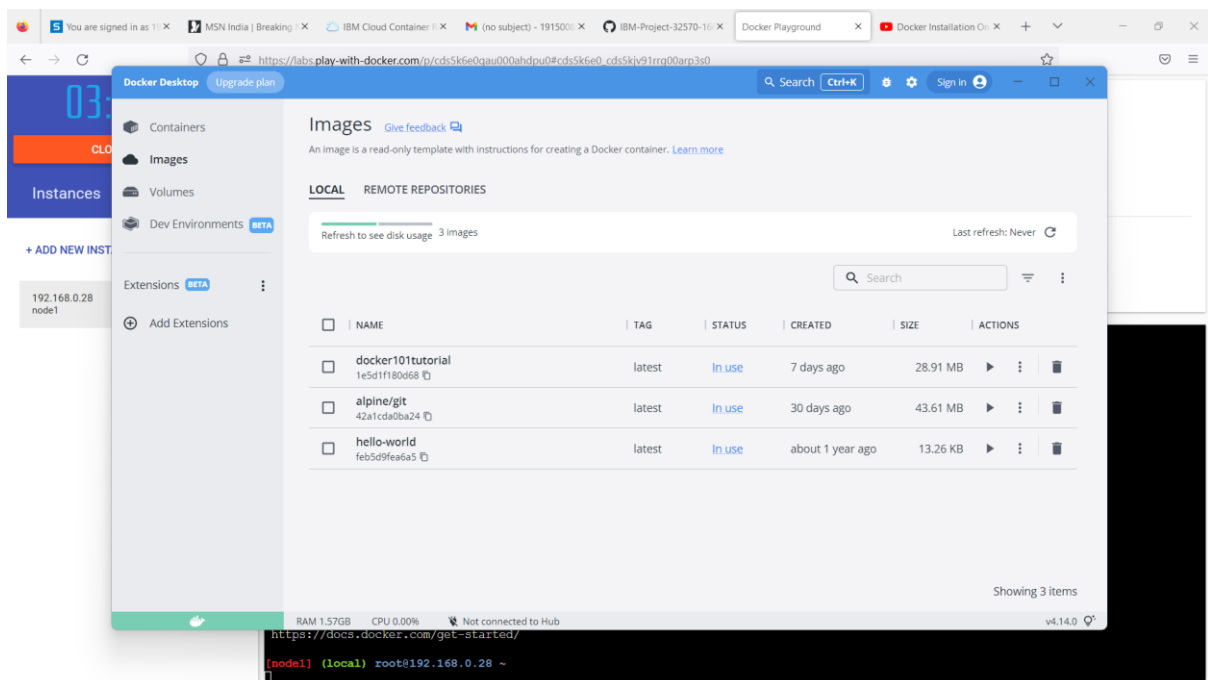 You are signed in as 19
MSN India | Breaking
IBM Cloud Container R
(no subject) - 1915008
IBM-Project-32570-16
Docker Playground
Docker Installation On
https://labs.play-with-docker.com/p/cds5k6e0qau000ahdpu0#cds5k6e0_cds5kjv91rrg00arp3s0
03:
CLO
Instances
+ ADD NEW INST
192.168.0.28
node1
Docker Desktop Upgrade plan
Search Ctrl+K
Sign in
Containers
Images
Volumes
Dev Environments BETA
Extensions BETA
Add Extensions
Images Give feedback
An image is a read-only template with instructions for creating a Docker container. Learn more
LOCAL REMOTE REPOSITORIES
Refresh to see disk usage 3 images
Last refresh: Never
Search
NAME TAG STATUS CREATED SIZE ACTIONS
docker101tutorial latest In use 7 days ago 28.91 MB
1e5d1f180d68
alpine/git latest In use 30 days ago 43.61 MB
42a1cda0ba24
hello-world latest In use about 1 year ago 13.26 KB
feb5d9fea6a5
Showing 3 items
RAM 1.57GB CPU 0.00% Not connected to Hub v4.14.0
https://docs.docker.com/get-started/
[node1] (local) root@192.168.0.28 ~